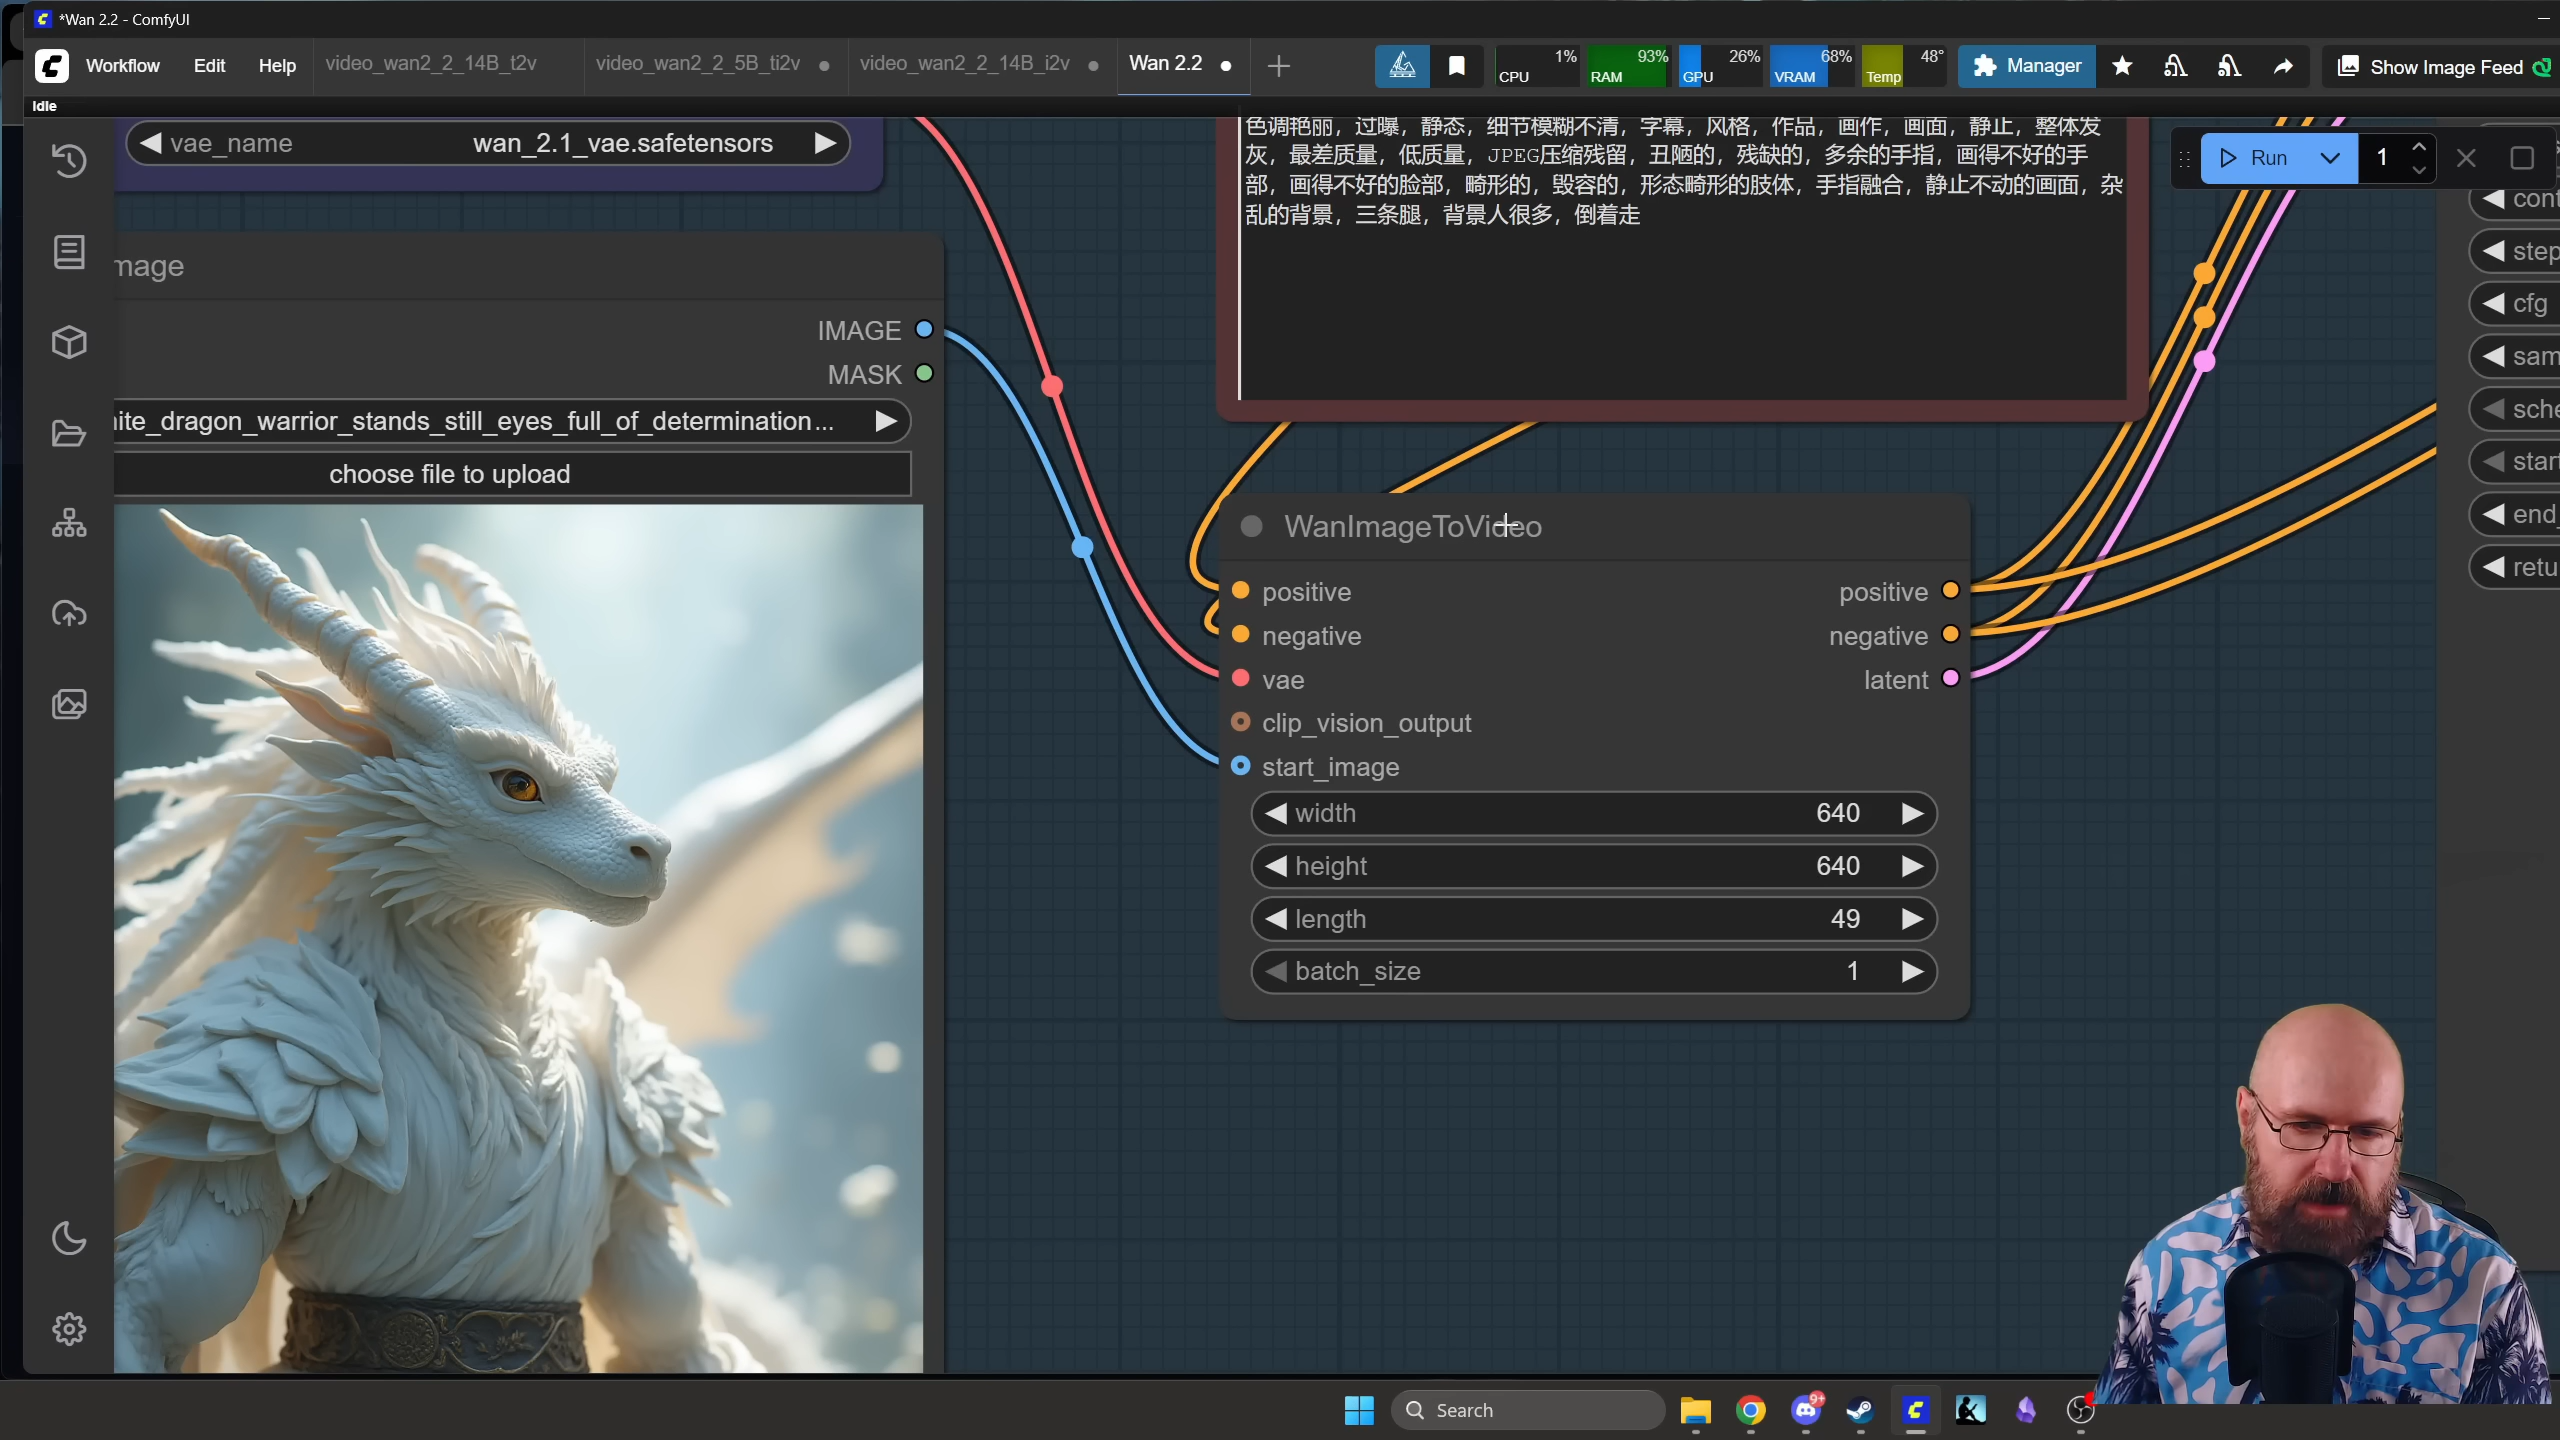 *Wan 2.2 - ComfyUI
Workflow Edit Help video_wan2_2_14B_t2v video_wan2_2_5B_ti2v video_wan2_2_14B_i2v Wan 2.2
CPU 1% RAM 93% GPU 26% VRAM 68% Temp 48° Manager Show Image Feed
Idle
vae_name wan_2.1_vae.safetensors
色调艳丽，过曝，静态，细节模糊不清，字幕，风格，作品，画作，画面，静止，整体发
灰，最差质量，低质量，JPEG压缩残留，丑陋的，残缺的，多余的手指，画得不好的手
部，画得不好的脸部，畸形的，毁容的，形态畸形的肢体，手指融合，静止不动的画面，杂
乱的背景，三条腿，背景人很多，倒着走
Run 1
mage
IMAGE
MASK
ite_dragon_warrior_stands_still_eyes_full_of_determination...
choose file to upload
WanImageToVideo
positive positive
negative negative
vae latent
clip_vision_output
start_image
width 640
height 640
length 49
batch_size 1
cont
step
cfg
sam
sche
start
end_
retu
Search
9+